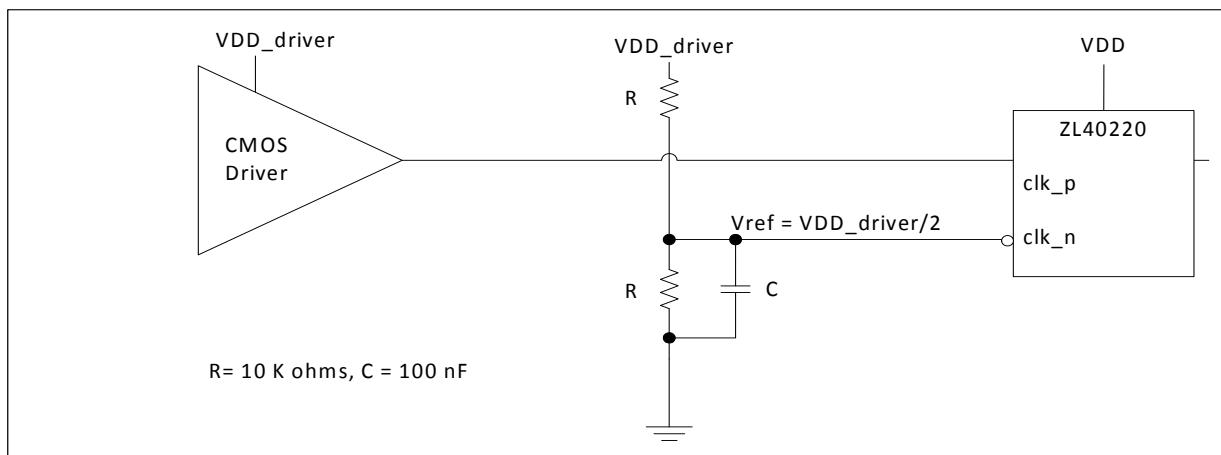 VDD_driver
VDD_driver
VDD
R
ZL40220
CMOS
Driver
clk_p
Vref = VDD_driver/2
clk_n
R
C
R= 10 K ohms, C = 100 nF